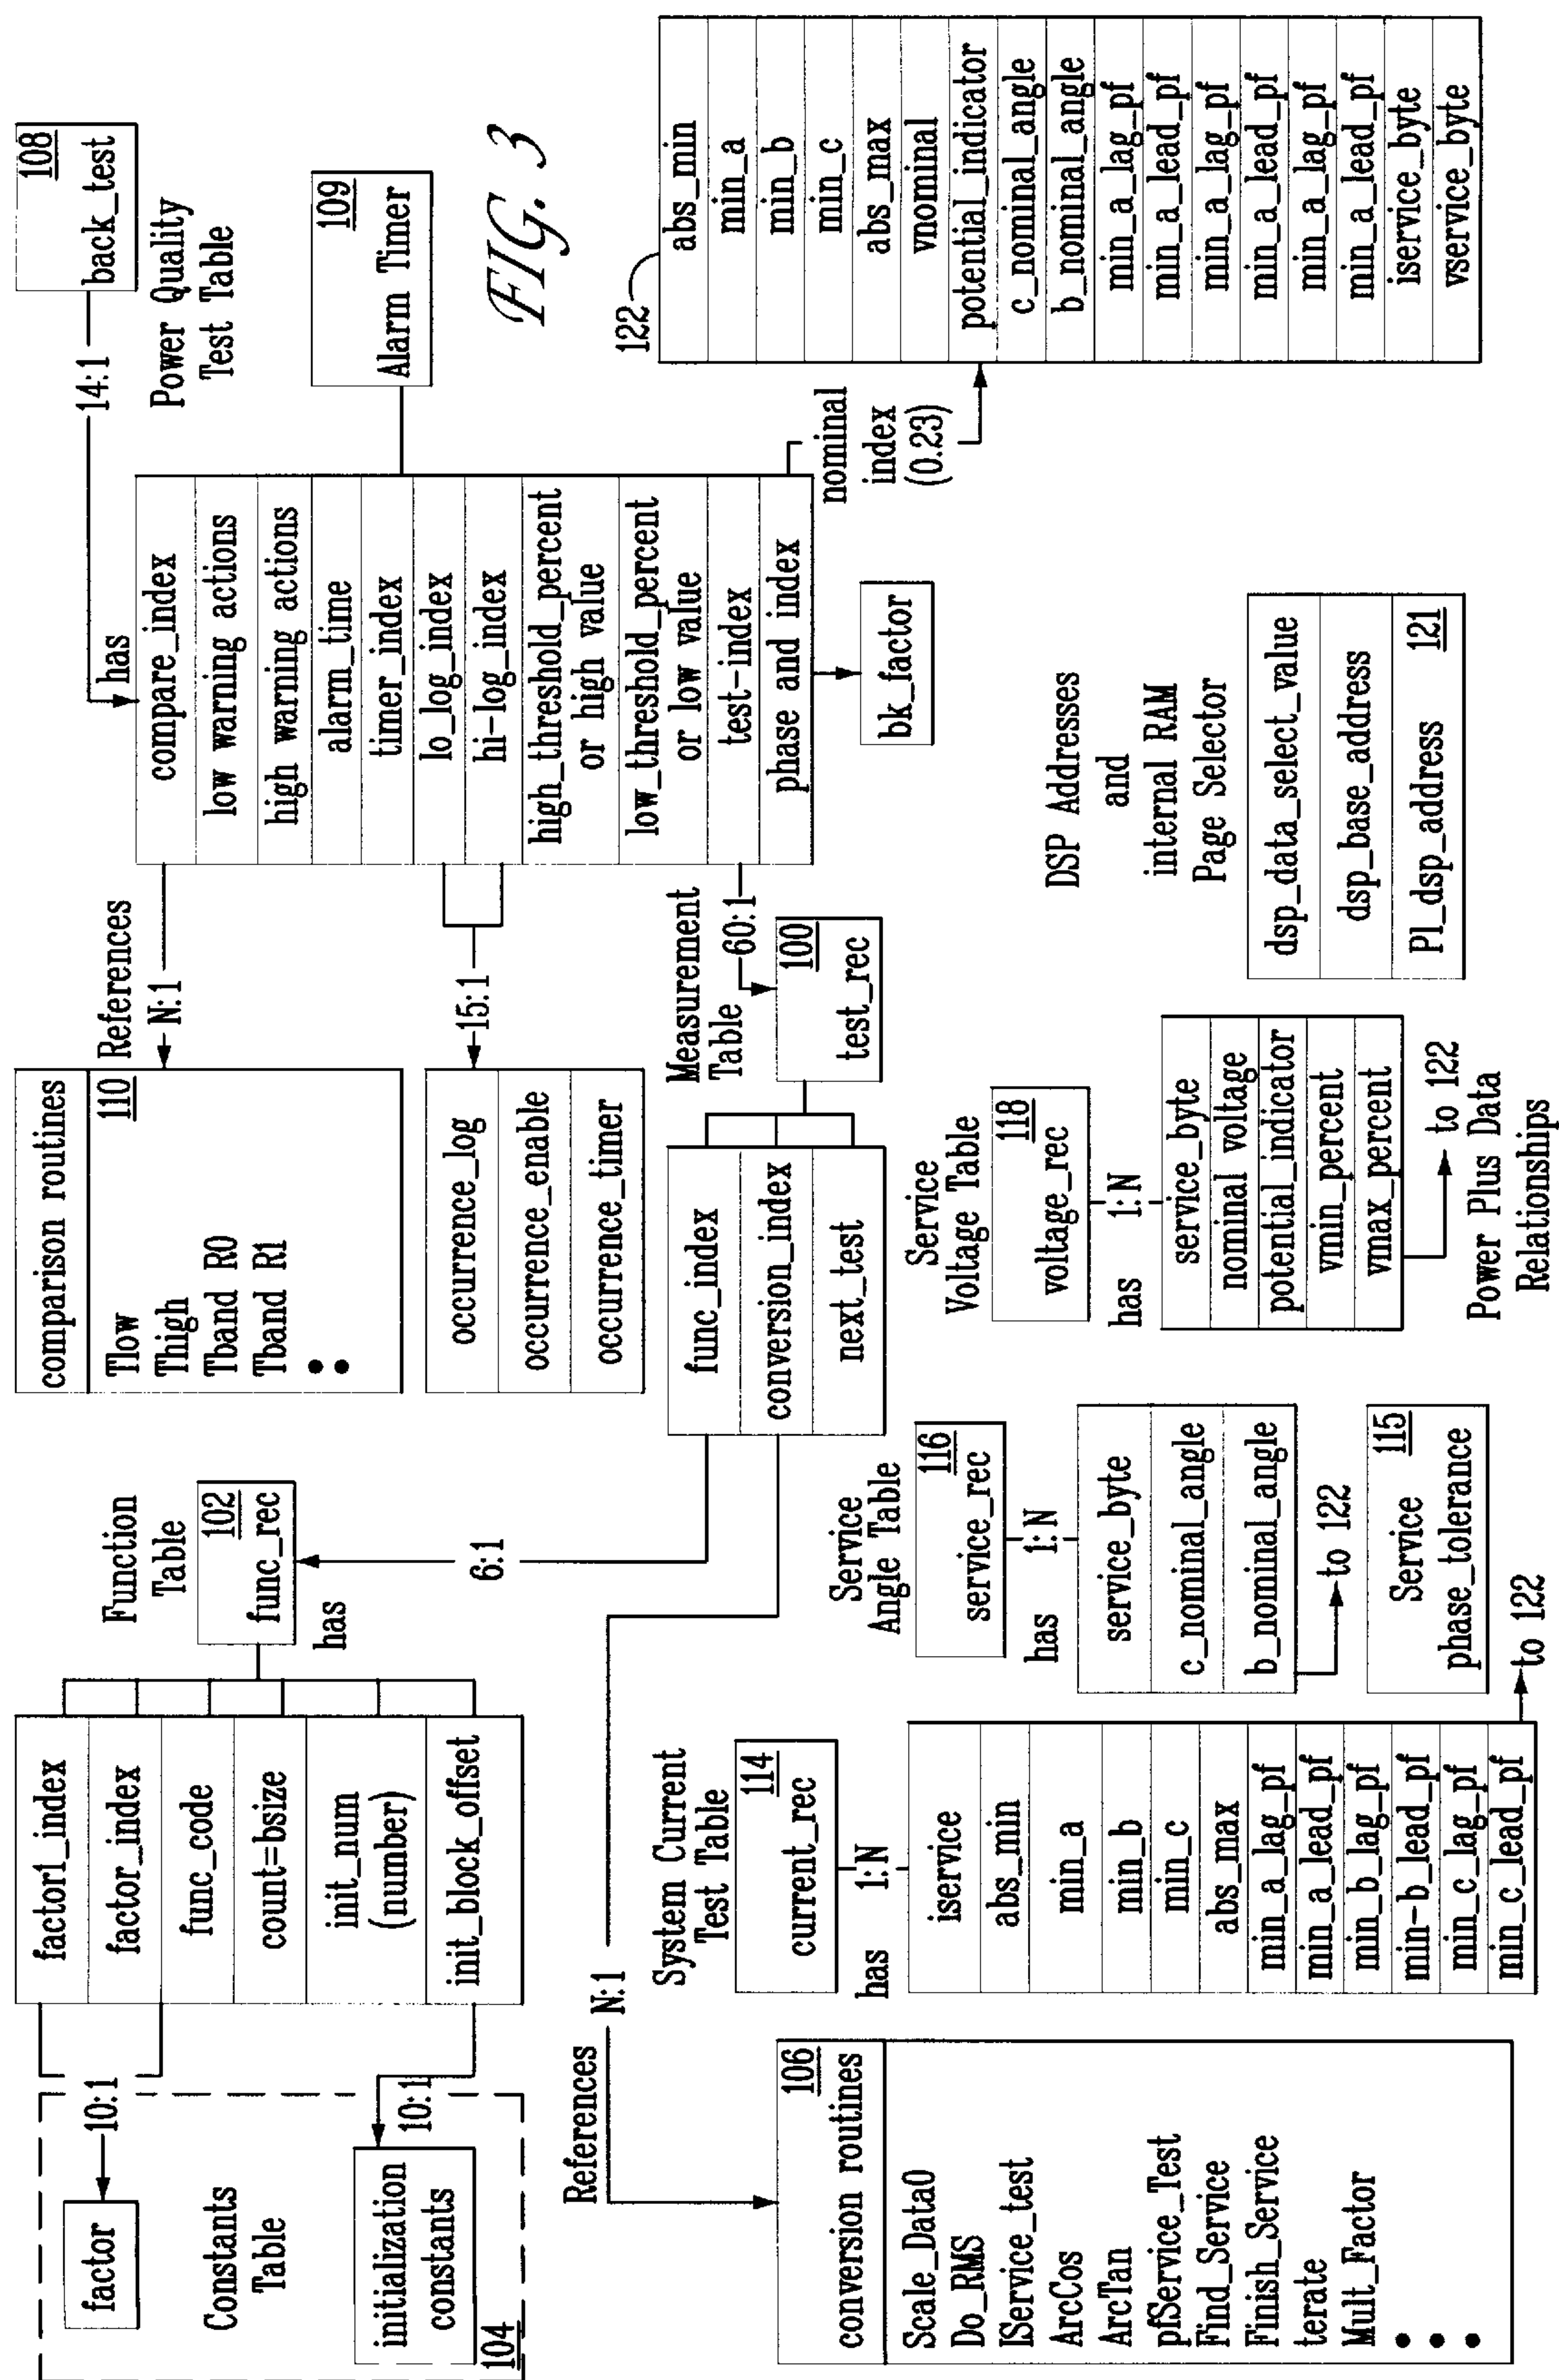 factor
10:1
Constants
Table
initialization
constants
10:1
104
factor1_index
factor_index
func_code
count=bsize
init_num
(number)
init_block_offset
Function
Table
102
func_rec
has
6:1
comparison routines
110
Tlow
Thigh
Tband R0
Tband R1
References
N:1
occurrence_log
occurrence_enable
occurrence_timer
15:1
func_index
conversion_index
next_test
Measurement
Table
60:1
100
test_rec
14:1
108
back_test
Power Quality
Test Table
has
compare_index
low warning actions
high warning actions
alarm_time
timer_index
lo_log_index
hi-log_index
high_threshold_percent
or high value
low_threshold_percent
or low value
test-index
phase and index
109
Alarm Timer
bk_factor
nominal
index
(0.23)
FIG. 3
122
abs_min
min_a
min_b
min_c
abs_max
vnominal
potential_indicator
c_nominal_angle
b_nominal_angle
min_a_lag_pf
min_a_lead_pf
min_a_lag_pf
min_a_lead_pf
min_a_lag_pf
min_a_lead_pf
iservice_byte
vservice_byte
References
N:1
106
conversion routines
Scale_Data0
Do_RMS
IService_test
ArcCos
ArcTan
pfService_Test
Find_Service
Finish_Service
terate
Mult_Factor
System Current
Test Table
114
current_rec
has
1:N
iservice
abs_min
min_a
min_b
min_c
abs_max
min_a_lag_pf
min_a_lead_pf
min_b_lag_pf
min-b_lead_pf
min_c_lag_pf
min_c_lead_pf
to 122
Service
Angle Table
116
service_rec
has
1:N
service_byte
c_nominal_angle
b_nominal_angle
to 122
115
Service
phase_tolerance
Service
Voltage Table
118
voltage_rec
has
1:N
service_byte
nominal voltage
potential_indicator
vmin_percent
vmax_percent
to 122
Power Plus Data
Relationships
DSP Addresses
and
internal RAM
Page Selector
dsp_data_select_value
dsp_base_address
Pl_dsp_address
121